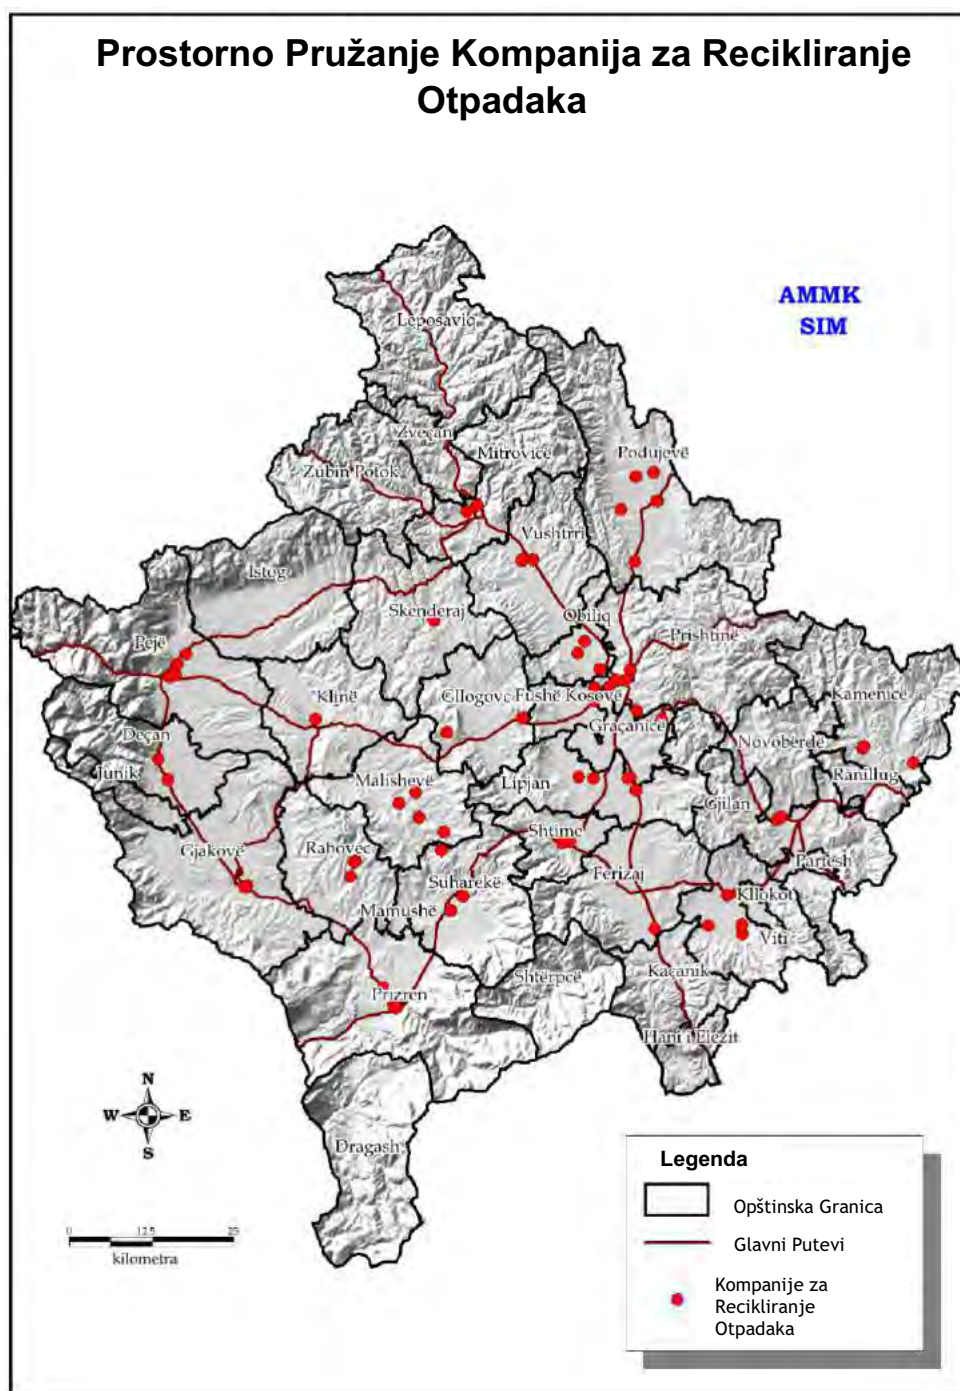 Prostorno Pružanje Kompanija za Recikliranje
Otpadaka
AMMK
SIM
Leposaviq
Zveçan
Mitrovicë
Zubin Potok
Podujevë
Vushtrri
Istog
Skenderaj
Obiliq
Prishtinë
Pejë
Klinë
Gllogovc
Fushë Kosovë
Kamenicë
Graçanicë
Deçan
Novobërdë
Junik
Malishevë
Lipjan
Ranillug
Gjilan
Shtime
Gjakovë
Rahovec
Ferizaj
Partesh
Suharekë
Kllokot
Mamushë
Viti
Shtërpcë
Kaçanik
Prizren
Hani i Elezit
Dragash
N
W
E
S
0
12.5
25
kilometra
Legenda
Opštinska Granica
Glavni Putevi
Kompanije za
Recikliranje
Otpadaka